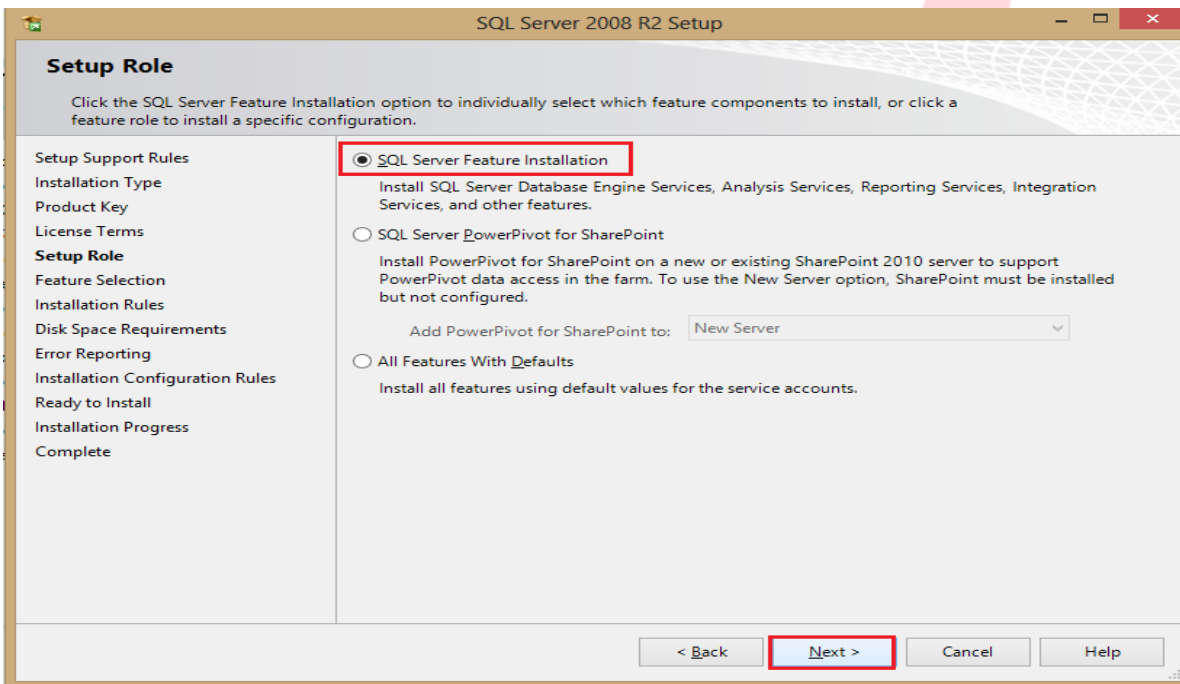 SQL Server 2008 R2 Setup
Setup Role
Click the SQL Server Feature Installation option to individually select which feature components to install, or click a
feature role to install a specific configuration.
Setup Support Rules
Installation Type
Product Key
License Terms
Setup Role
Feature Selection
Installation Rules
Disk Space Requirements
Error Reporting
Installation Configuration Rules
Ready to Install
Installation Progress
Complete
SQL Server Feature Installation
Install SQL Server Database Engine Services, Analysis Services, Reporting Services, Integration
Services, and other features.
SQL Server PowerPivot for SharePoint
Install PowerPivot for SharePoint on a new or existing SharePoint 2010 server to support
PowerPivot data access in the farm. To use the New Server option, SharePoint must be installed
but not configured.
Add PowerPivot for SharePoint to: New Server
All Features With Defaults
Install all features using default values for the service accounts.
< Back Next > Cancel Help